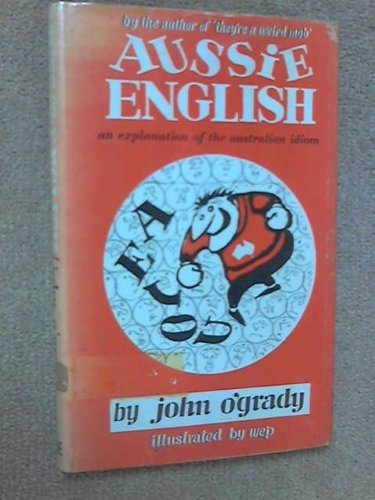 by the author of 'they're a weird mob'
AUSSiE
ENGLISH
an explanation of the australian idiom
A
E
C
O
G
by john o'grady
illustrated by wep